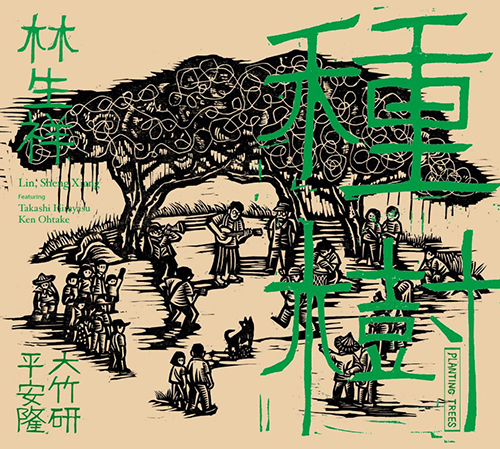 種樹
林生祥
Lin, Sheng Xiang
Featuring
Takashi Hirayasu
Ken Ohtake
大竹研
平安隆
PLANTING TREES